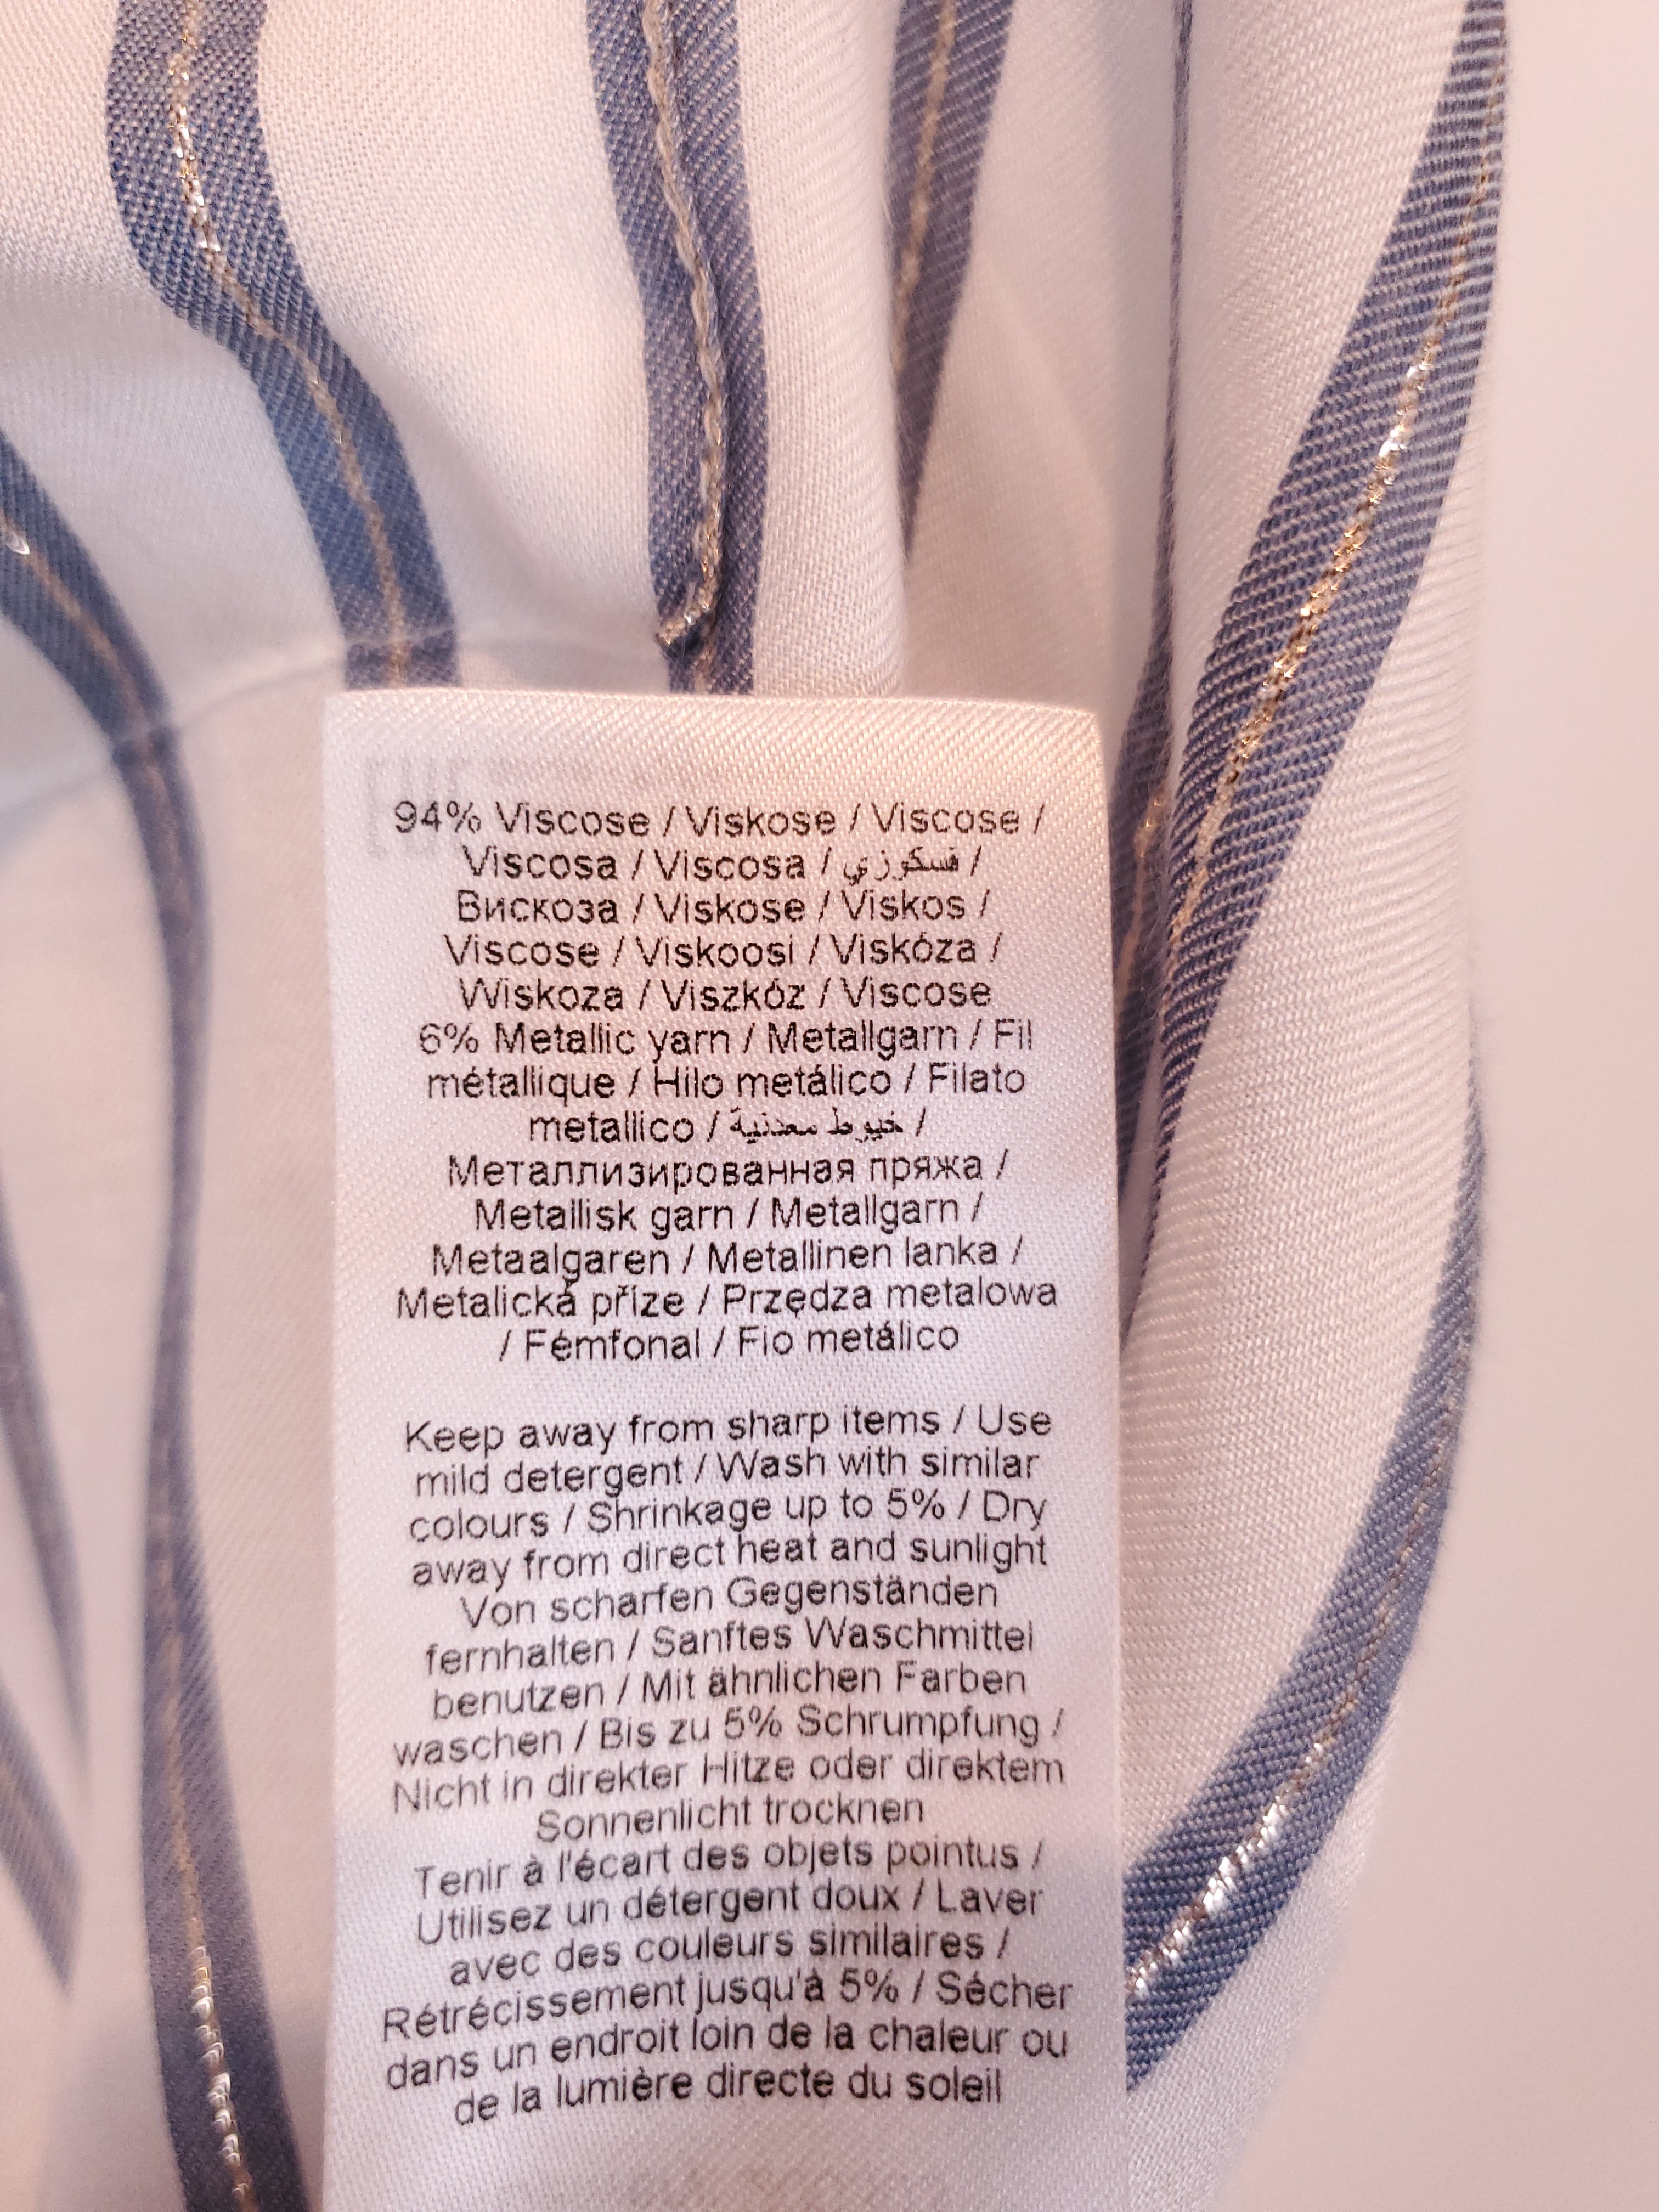 94% Viscose / Viskose / Viscose /
Viscosa / Viscosa / فسكوزي /
Вискоза / Viskose / Viskos /
Viscose / Viskoosi / Viskóza /
Wiskoza / Viszkóz / Viscose
6% Metallic yarn / Metallgarn / Fil
métallique / Hilo metálico / Filato
metallico / خيوط معدنية /
Металлизированная пряжа /
Metallisk garn / Metallgarn /
Metaalgaren / Metallinen lanka /
Metalická příze / Przędza metalowa
/ Fémfonal / Fio metálico
Keep away from sharp items / Use
mild detergent / Wash with similar
colours / Shrinkage up to 5% / Dry
away from direct heat and sunlight
Von scharfen Gegenständen
fernhalten / Sanftes Waschmittel
benutzen / Mit ähnlichen Farben
waschen / Bis zu 5% Schrumpfung /
Nicht in direkter Hitze oder direktem
Sonnenlicht trocknen
Tenir à l'écart des objets pointus /
Utilisez un détergent doux / Laver
avec des couleurs similaires /
Rétrécissement jusqu'à 5% / Sécher
dans un endroit loin de la chaleur ou
de la lumière directe du soleil